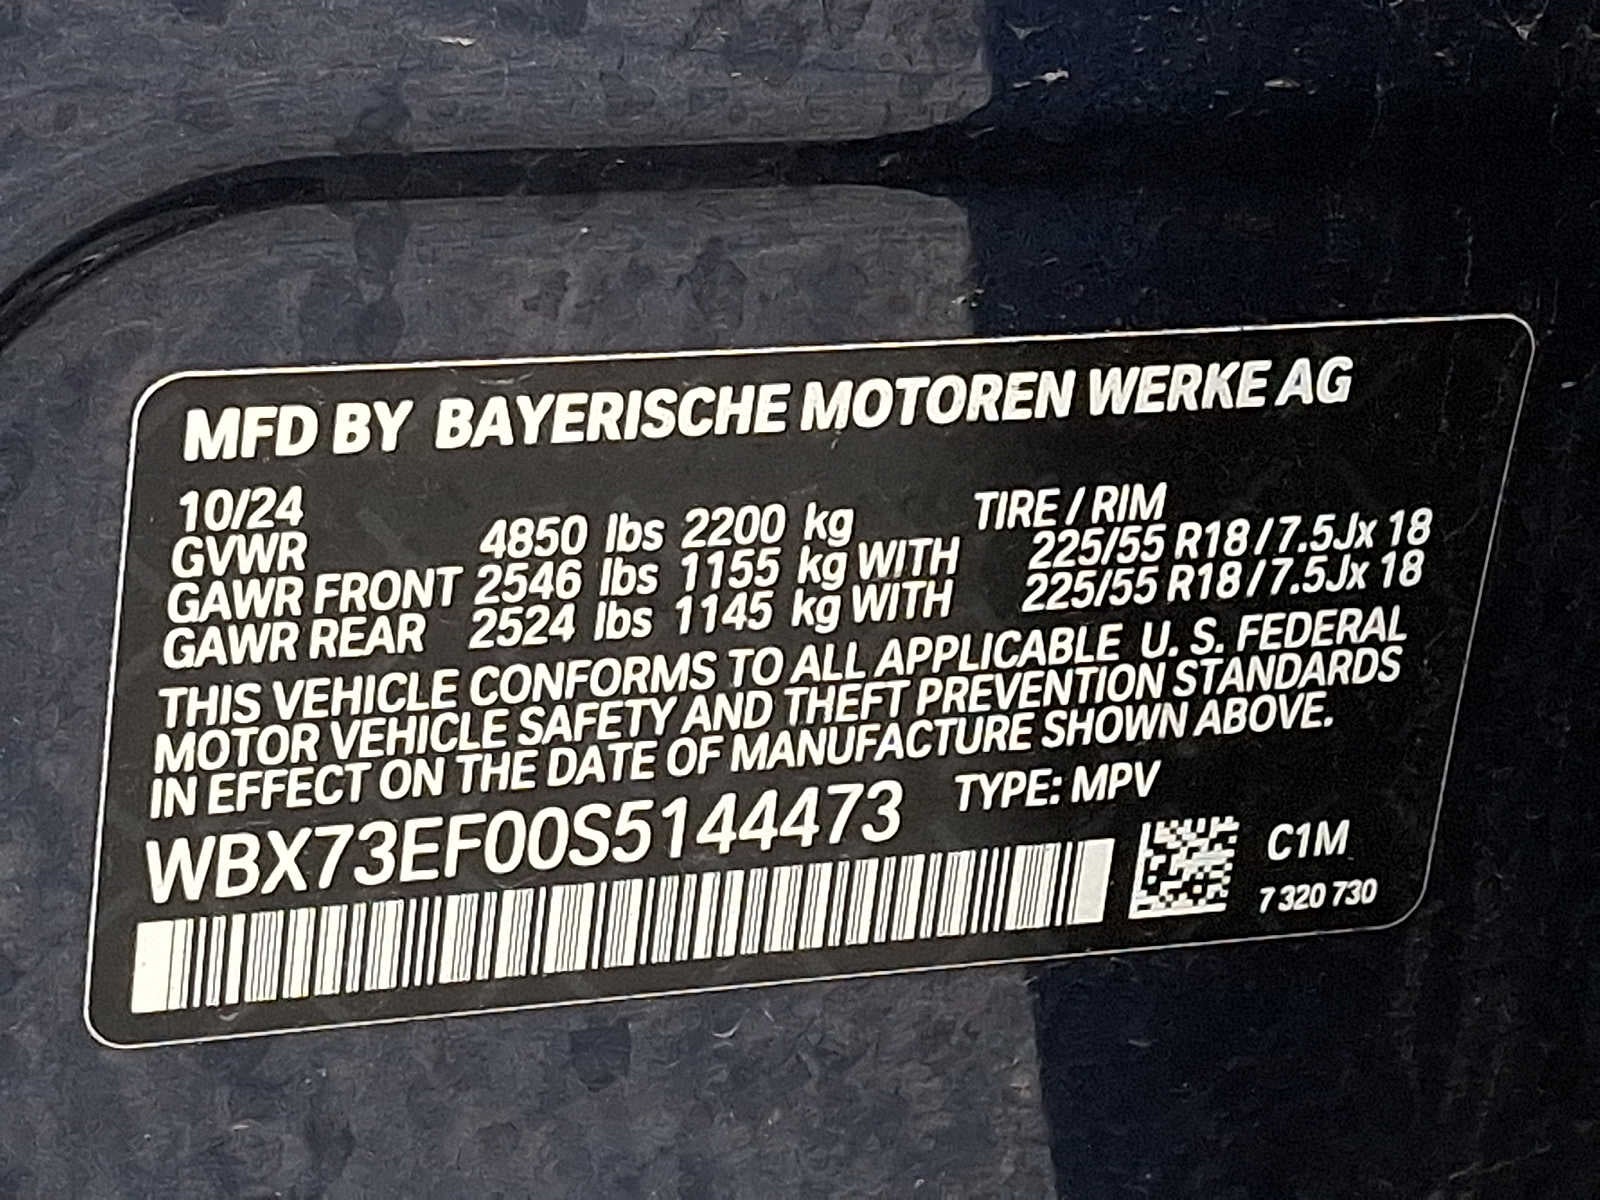 MFD BY BAYERISCHE MOTOREN WERKE AG
10/24
GVWR 4850 lbs 2200 kg TIRE / RIM
GAWR FRONT 2546 lbs 1155 kg WITH 225/55 R18 / 7.5Jx 18
GAWR REAR 2524 lbs 1145 kg WITH 225/55 R18 / 7.5Jx 18
THIS VEHICLE CONFORMS TO ALL APPLICABLE U. S. FEDERAL
MOTOR VEHICLE SAFETY AND THEFT PREVENTION STANDARDS
IN EFFECT ON THE DATE OF MANUFACTURE SHOWN ABOVE.
WBX73EF00S5144473 TYPE: MPV
C1M
7 320 730